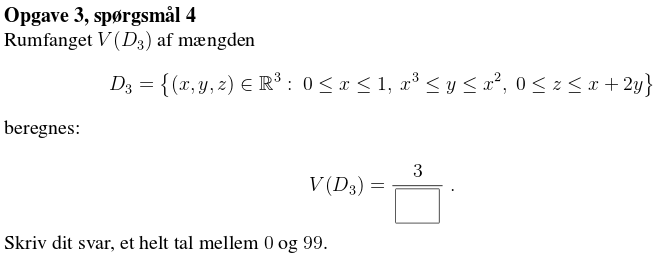 Opgave 3, spørgsmål 4
Rumfanget V(D₃) af mængden
D₃ = {(x, y, z) ∈ ℝ³ : 0 ≤ x ≤ 1, x³ ≤ y ≤ x², 0 ≤ z ≤ x + 2y}
beregnes:
V(D₃) = 3/□ .
Skriv dit svar, et helt tal mellem 0 og 99.